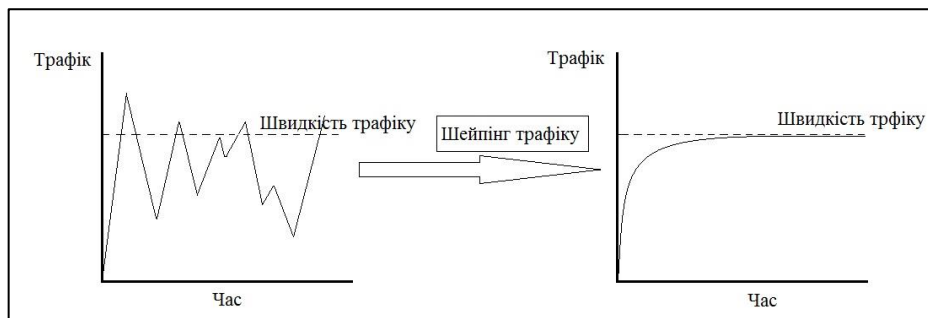 Трафік
Швидкість трафіку
Час
Шейпінг трафіку
Трафік
Швидкість трфіку
Час